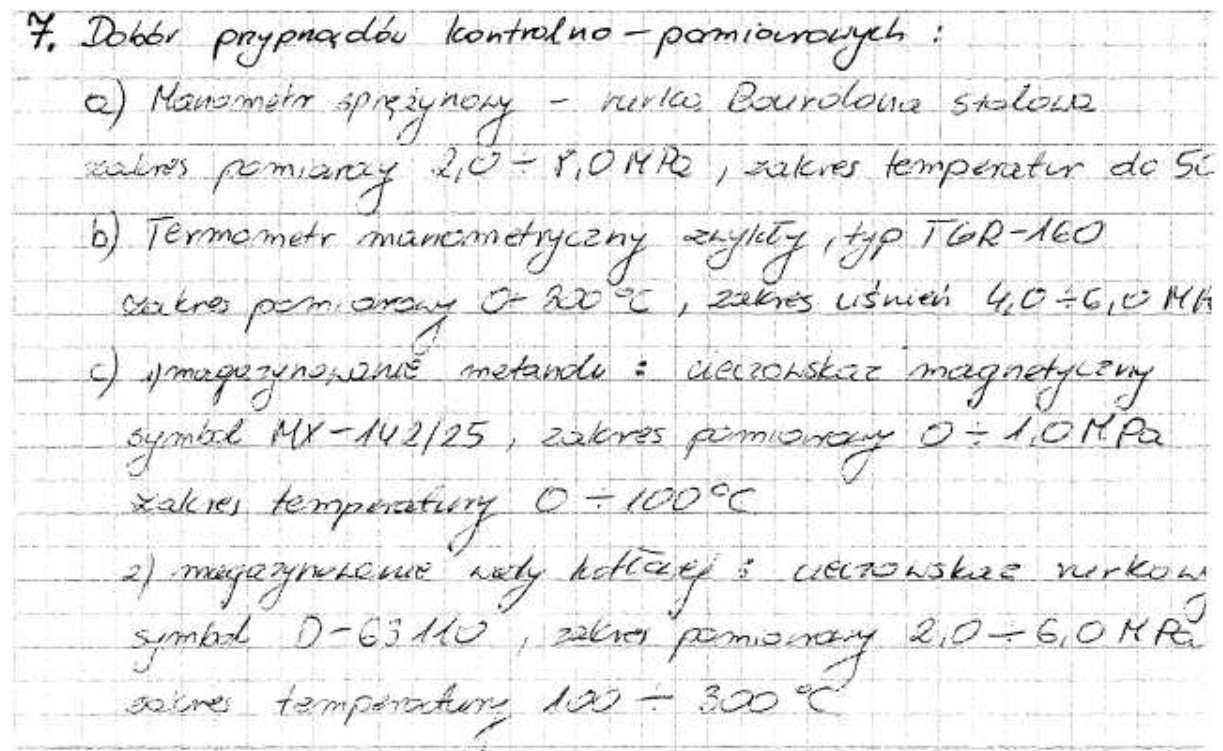 7. Dobór przyrządów kontrolno-pomiarowych :
a) Manometr sprężynowy - rurka Bourdona stalowa
zakres pomiarowy 2,0 ÷ 8,0 MPa, zakres temperatur do
b) Termometr manometryczny zwykły, typ TGR-160
zakres pomiarowy 0÷300 °C, zakres ciśnień 4,0÷6,0
c) 1) magazynowanie metanolu : cieczowskaz magnetyczny
symbol MX-142/25, zakres pomiarowy 0 ÷ 1,0 MPa
zakres temperatury 0 ÷ 100°C
2) magazynowanie wody kotłowej : cieczowskaz rurkowy
symbol D-63110, zakres pomiarowy 2,0 ÷ 6,0 MPa
zakres temperatury 100 ÷ 300 °C